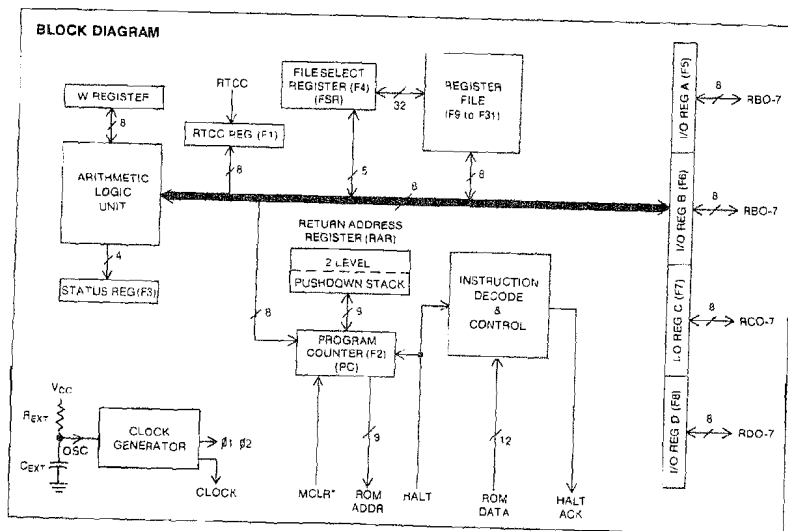 BLOCK DIAGRAM
W REGISTEF
8
ARITHMETIC
LOGIC
UNIT
4
STATUS REG(F3)
RTCC
RTCC REG (F1)
8
FILE SELECT
REGISTER (F4)
(FSR)
32
5
REGISTER
FILE
(F9 to F31)
8
8
RETURN ADDRESS
REGISTER (RAR)
2 LEVEL
PUSHDOWN STACK
9
8
PROGRAM
COUNTER (F2)
(PC)
INSTRUCTION
DECODE
&
CONTROL
9
12
MCLR*
ROM
ADDR
HALT
ROM
DATA
HALT
ACK
VCC
REXT
OSC
CEXT
CLOCK
GENERATOR
ø1 ø2
CLOCK
I/O REG A (F5)
8
RBO-7
I/O REG B (F6)
8
RBO-7
I/O REG C (F7)
8
RCO-7
I/O REG D (F8)
8
RDO-7